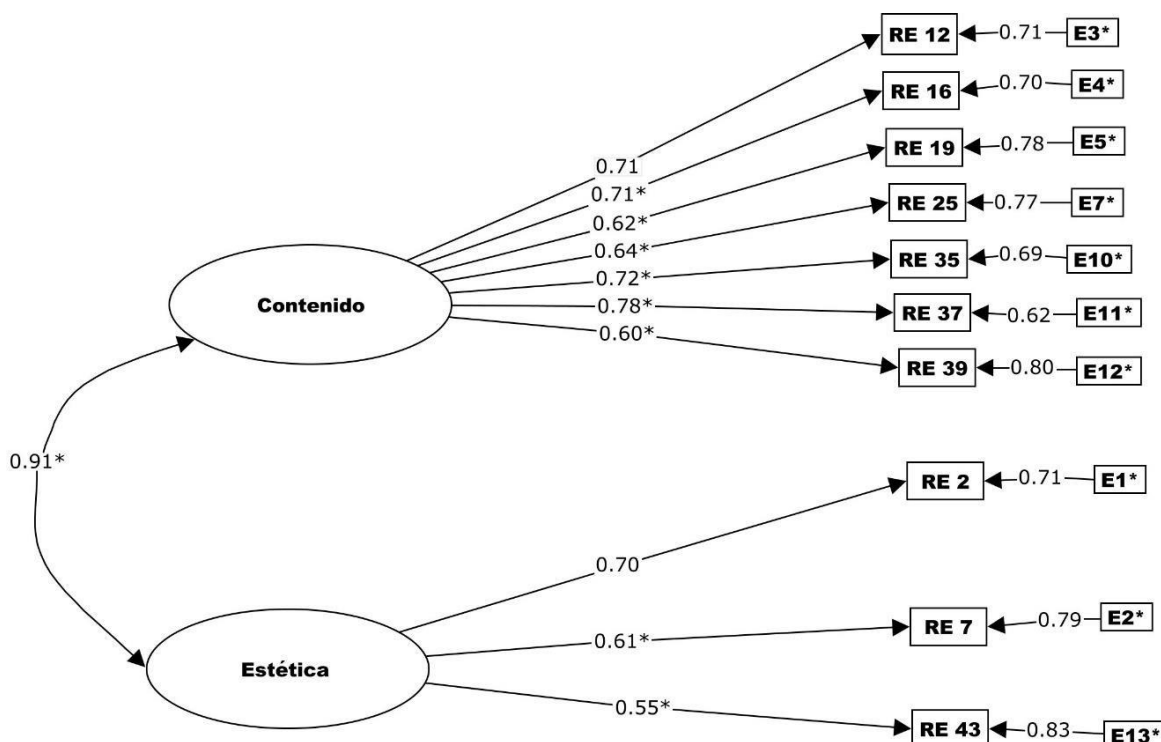 RE 12
0.71
E3*
RE 16
0.70
E4*
RE 19
0.78
E5*
RE 25
0.77
E7*
RE 35
0.69
E10*
RE 37
0.62
E11*
RE 39
0.80
E12*
0.71
0.71*
0.62*
0.64*
0.72*
0.78*
0.60*
Contenido
0.91*
RE 2
0.71
E1*
0.70
RE 7
0.79
E2*
0.61*
Estética
0.55*
RE 43
0.83
E13*